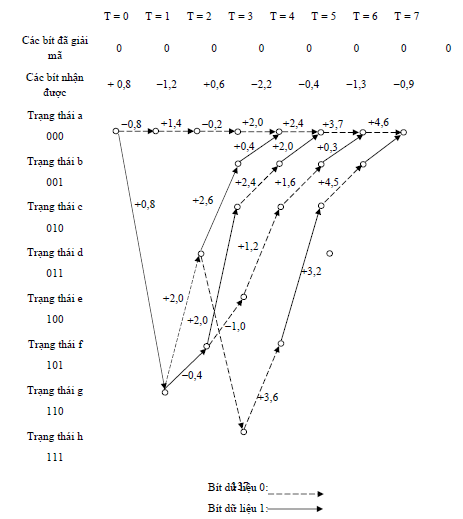 T = 0 T = 1 T = 2 T = 3 T = 4 T = 5 T = 6 T = 7
Các bít đã giải
mã
0 0 0 0 0 0 0 0
Các bít nhận
được
+ 0,8 −1,2 +0,6 −2,2 −0,4 −1,3 −0,9
Trạng thái a
000
−0,8 +1,4 −0,2 +2,0 +2,4 +3,7 +4,6
+0,4 +2,0 +0,3
Trạng thái b
001
+2,4 +1,6 +4,5
Trạng thái c
010
+0,8 +2,6
Trạng thái d
011
+1,2
+3,2
Trạng thái e
100
+2,0
+2,0 −1,0
Trạng thái f
101
−0,4
Trạng thái g
110
+3,6
Trạng thái h
111
Bít dữ liệu 0:
Bít dữ liệu 1: